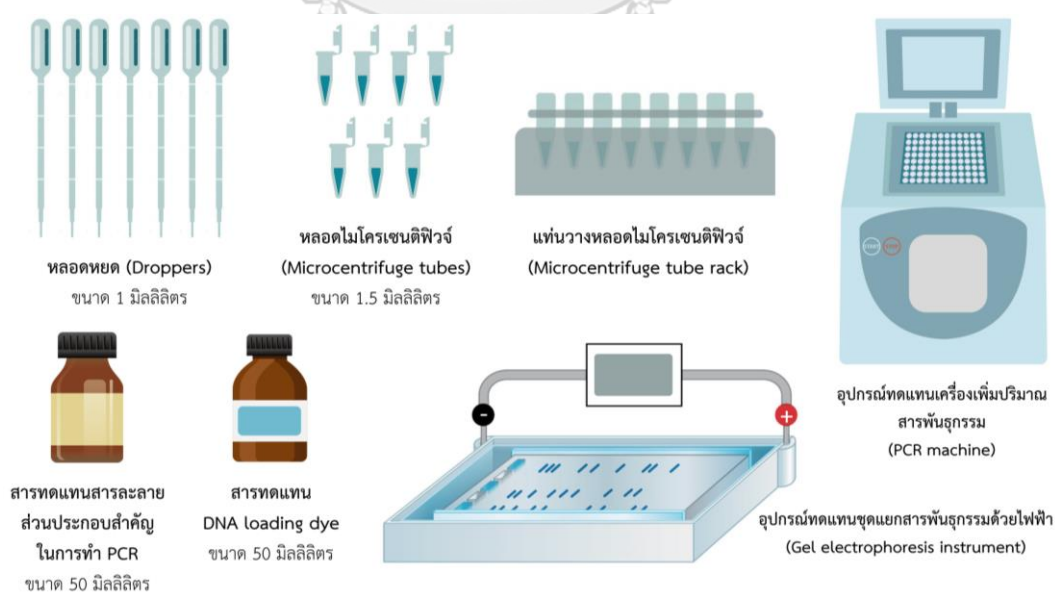 หลอดหยด (Droppers)
ขนาด 1 มิลลิลิตร
หลอดไมโครเซนติฟิวจ์
(Microcentrifuge tubes)
ขนาด 1.5 มิลลิลิตร
แท่นวางหลอดไมโครเซนติฟิวจ์
(Microcentrifuge tube rack)
อุปกรณ์ทดแทนเครื่องเพิ่มปริมาณ
สารพันธุกรรม
(PCR machine)
สารทดแทนสารละลาย
ส่วนประกอบสำคัญ
ในการทำ PCR
ขนาด 50 มิลลิลิตร
สารทดแทน
DNA loading dye
ขนาด 50 มิลลิลิตร
-
+
อุปกรณ์ทดแทนชุดแยกสารพันธุกรรมด้วยไฟฟ้า
(Gel electrophoresis instrument)